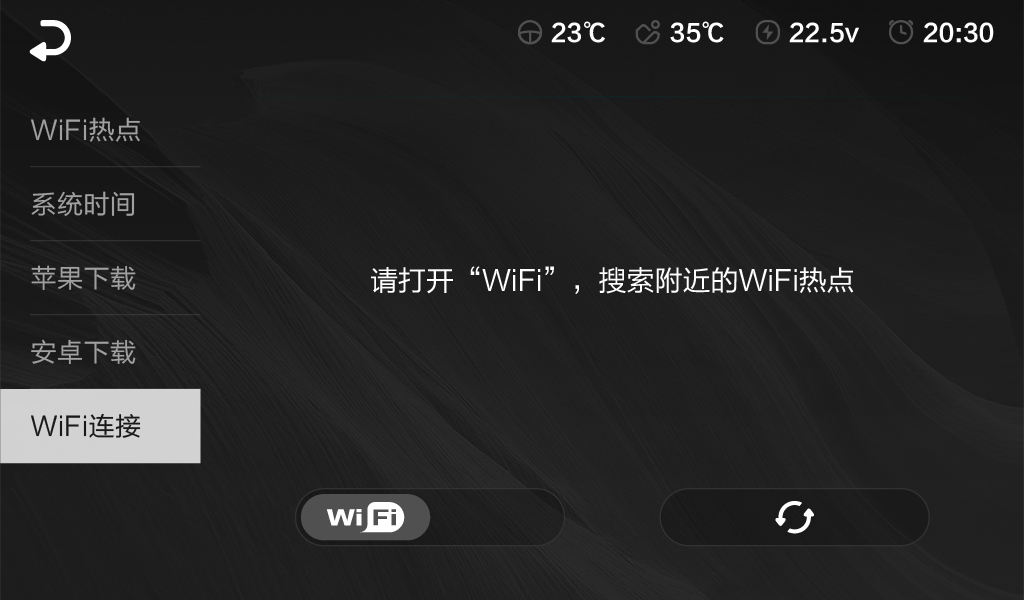 23℃ 35℃ 22.5v 20:30
WiFi热点
系统时间
苹果下载
安卓下载
WiFi连接
请打开“WiFi”，搜索附近的WiFi热点
WiFi